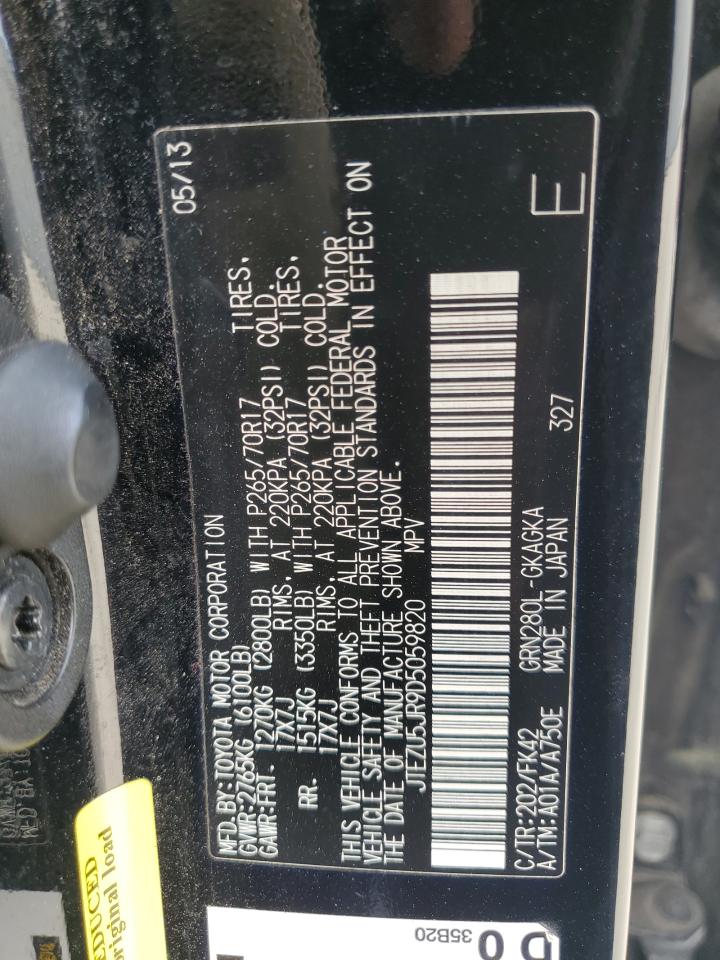 MFD.BY:TOYOTA MOTOR CORPORATION 05/13
GVWR:2765KG (6100LB)
GAWR:FRT. 1270KG (2800LB) WITH P265/70R17 TIRES,
17X7J RIMS, AT 220KPA (32PSI) COLD.
RR. 1515KG (3350LB) WITH P265/70R17 TIRES,
17X7J RIMS, AT 220KPA (32PSI) COLD.
THIS VEHICLE CONFORMS TO ALL APPLICABLE FEDERAL MOTOR
VEHICLE SAFETY AND THEFT PREVENTION STANDARDS IN EFFECT ON
THE DATE OF MANUFACTURE SHOWN ABOVE.
JTEZU5JR9D5059820 MPV
C/TR:202/FK42 GRN280L-GKAGKA
A/TM:A01A/A750E MADE IN JAPAN 327 E
EDUCED
original load
35B20